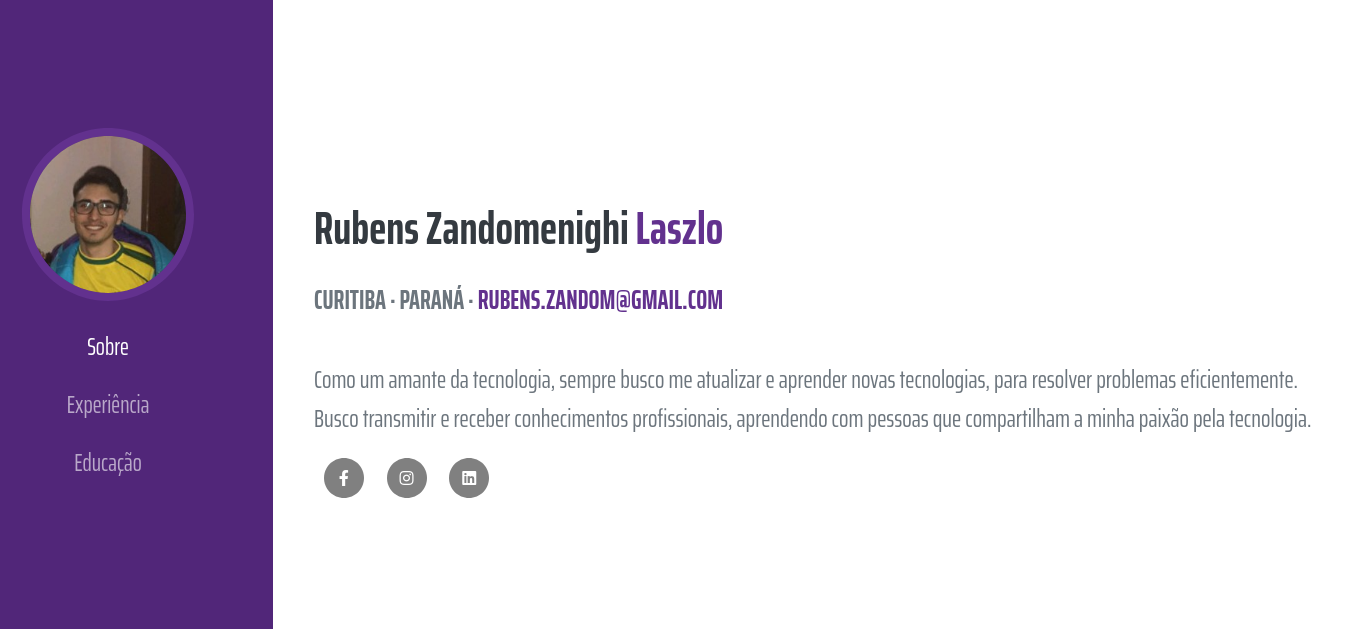 Sobre
Experiência
Educação
Rubens Zandomenighi Laszlo
CURITIBA · PARANÁ · RUBENS.ZANDOM@GMAIL.COM
Como um amante da tecnologia, sempre busco me atualizar e aprender novas tecnologias, para resolver problemas eficientemente.
Busco transmitir e receber conhecimentos profissionais, aprendendo com pessoas que compartilham a minha paixão pela tecnologia.